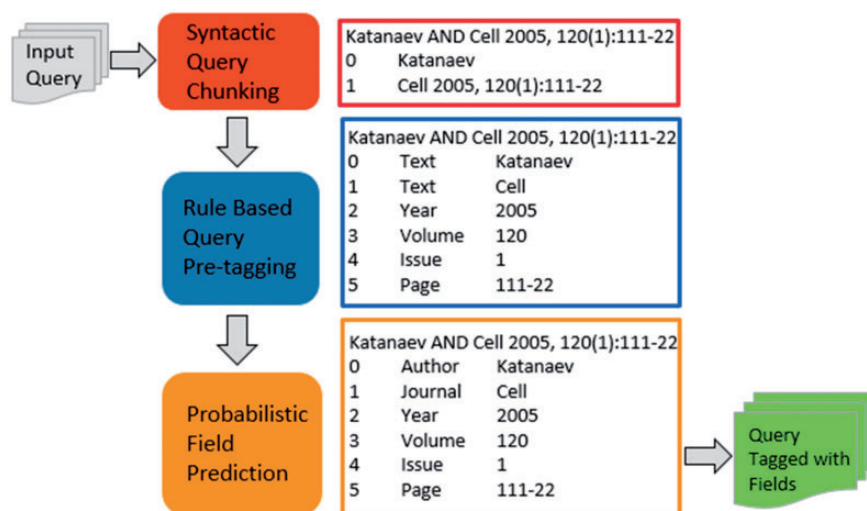 Input
Query
Syntactic
Query
Chunking
Katanaev AND Cell 2005, 120(1):111-22
0 Katanaev
1 Cell 2005, 120(1):111-22
Rule Based
Query
Pre-tagging
Katanaev AND Cell 2005, 120(1):111-22
0 Text Katanaev
1 Text Cell
2 Year 2005
3 Volume 120
4 Issue 1
5 Page 111-22
Probabilistic
Field
Prediction
Katanaev AND Cell 2005, 120(1):111-22
0 Author Katanaev
1 Journal Cell
2 Year 2005
3 Volume 120
4 Issue 1
5 Page 111-22
Query
Tagged with
Fields